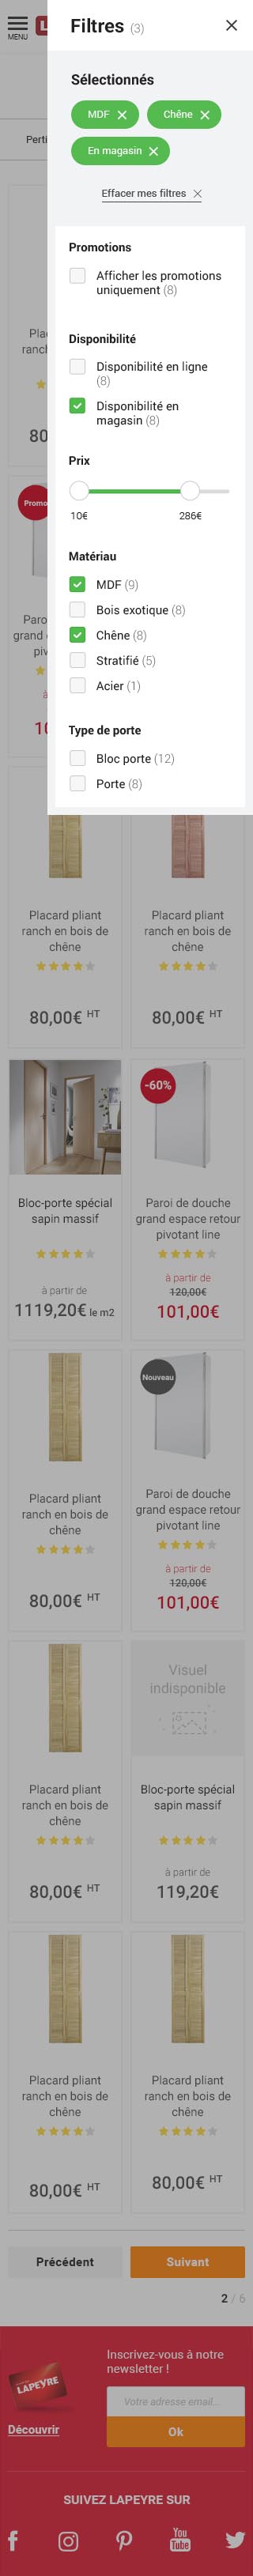 Filtres (3)
MENU
Sélectionnés
MDF
Chêne
En magasin
Effacer mes filtres
Promotions
Afficher les promotions
uniquement (8)
Disponibilité
Disponibilité en ligne
(8)
Disponibilité en
magasin (8)
Prix
10€ 286€
Matériau
MDF (9)
Bois exotique (8)
Chêne (8)
Stratifié (5)
Acier (1)
Type de porte
Bloc porte (12)
Porte (8)
Placard pliant
ranch en bois de
chêne
80,00€ HT
Placard pliant
ranch en bois de
chêne
80,00€ HT
Bloc-porte spécial
sapin massif
à partir de
1119,20€ le m2
-60%
Paroi de douche
grand espace retour
pivotant line
à partir de
120,00€
101,00€
Placard pliant
ranch en bois de
chêne
80,00€ HT
Nouveau
Paroi de douche
grand espace retour
pivotant line
à partir de
120,00€
101,00€
Placard pliant
ranch en bois de
chêne
80,00€ HT
Visuel
indisponible
Bloc-porte spécial
sapin massif
à partir de
119,20€
Placard pliant
ranch en bois de
chêne
80,00€ HT
Placard pliant
ranch en bois de
chêne
80,00€ HT
Précédent
Suivant
2 / 6
LAPEYRE
Découvrir
Inscrivez-vous à notre
newsletter !
Votre adresse email...
Ok
SUIVEZ LAPEYRE SUR
You
Tube